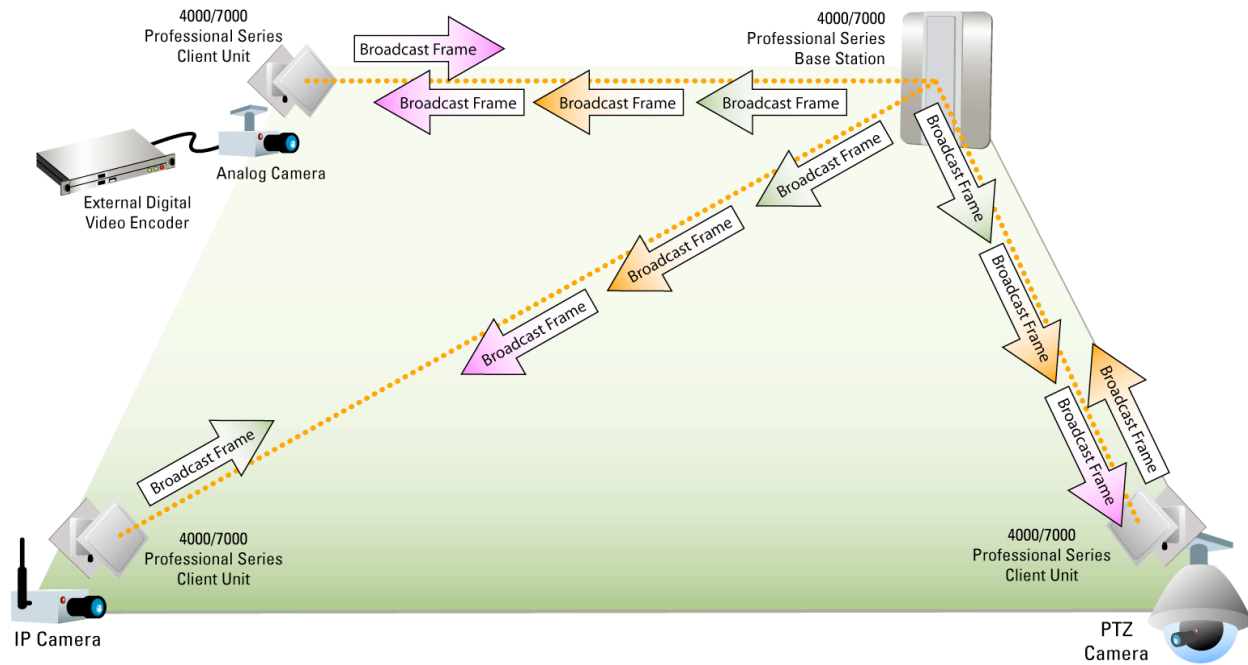 4000/7000
Professional Series
Client Unit
4000/7000
Professional Series
Base Station
Broadcast Frame
Broadcast Frame
Broadcast Frame
Broadcast Frame
Analog Camera
External Digital
Video Encoder
Broadcast Frame
Broadcast Frame
Broadcast Frame
Broadcast Frame
Broadcast Frame
Broadcast Frame
Broadcast Frame
Broadcast Frame
4000/7000
Professional Series
Client Unit
4000/7000
Professional Series
Client Unit
IP Camera
PTZ
Camera